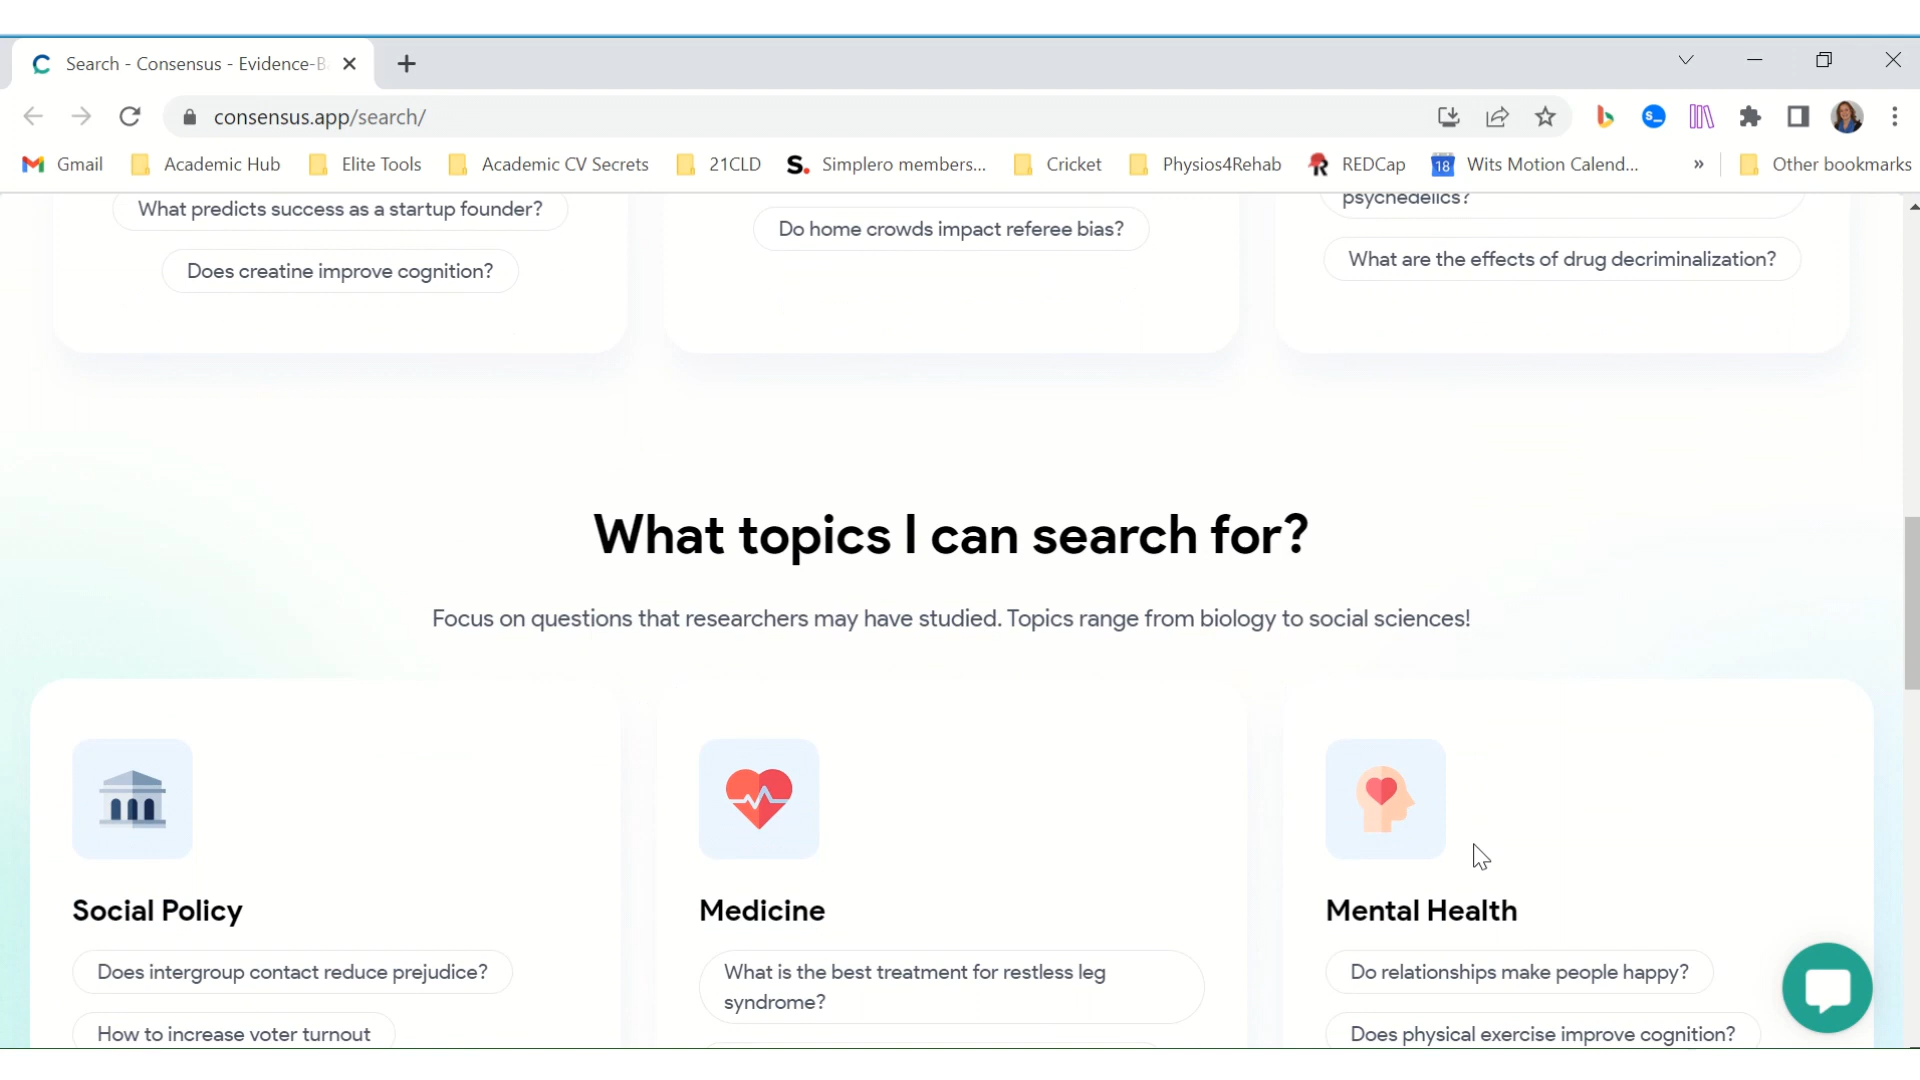 Search - Consensus - Evidence-B
consensus.app/search/
Gmail
Academic Hub
Elite Tools
Academic CV Secrets
21CLD
S. Simplero members...
Cricket
Physios4Rehab
REDCap
18 Wits Motion Calend...
»
Other bookmarks
What predicts success as a startup founder?
Does creatine improve cognition?
Do home crowds impact referee bias?
psychedelics?
What are the effects of drug decriminalization?
What topics I can search for?
Focus on questions that researchers may have studied. Topics range from biology to social sciences!
Social Policy
Does intergroup contact reduce prejudice?
How to increase voter turnout
Medicine
What is the best treatment for restless leg
syndrome?
Mental Health
Do relationships make people happy?
Does physical exercise improve cognition?